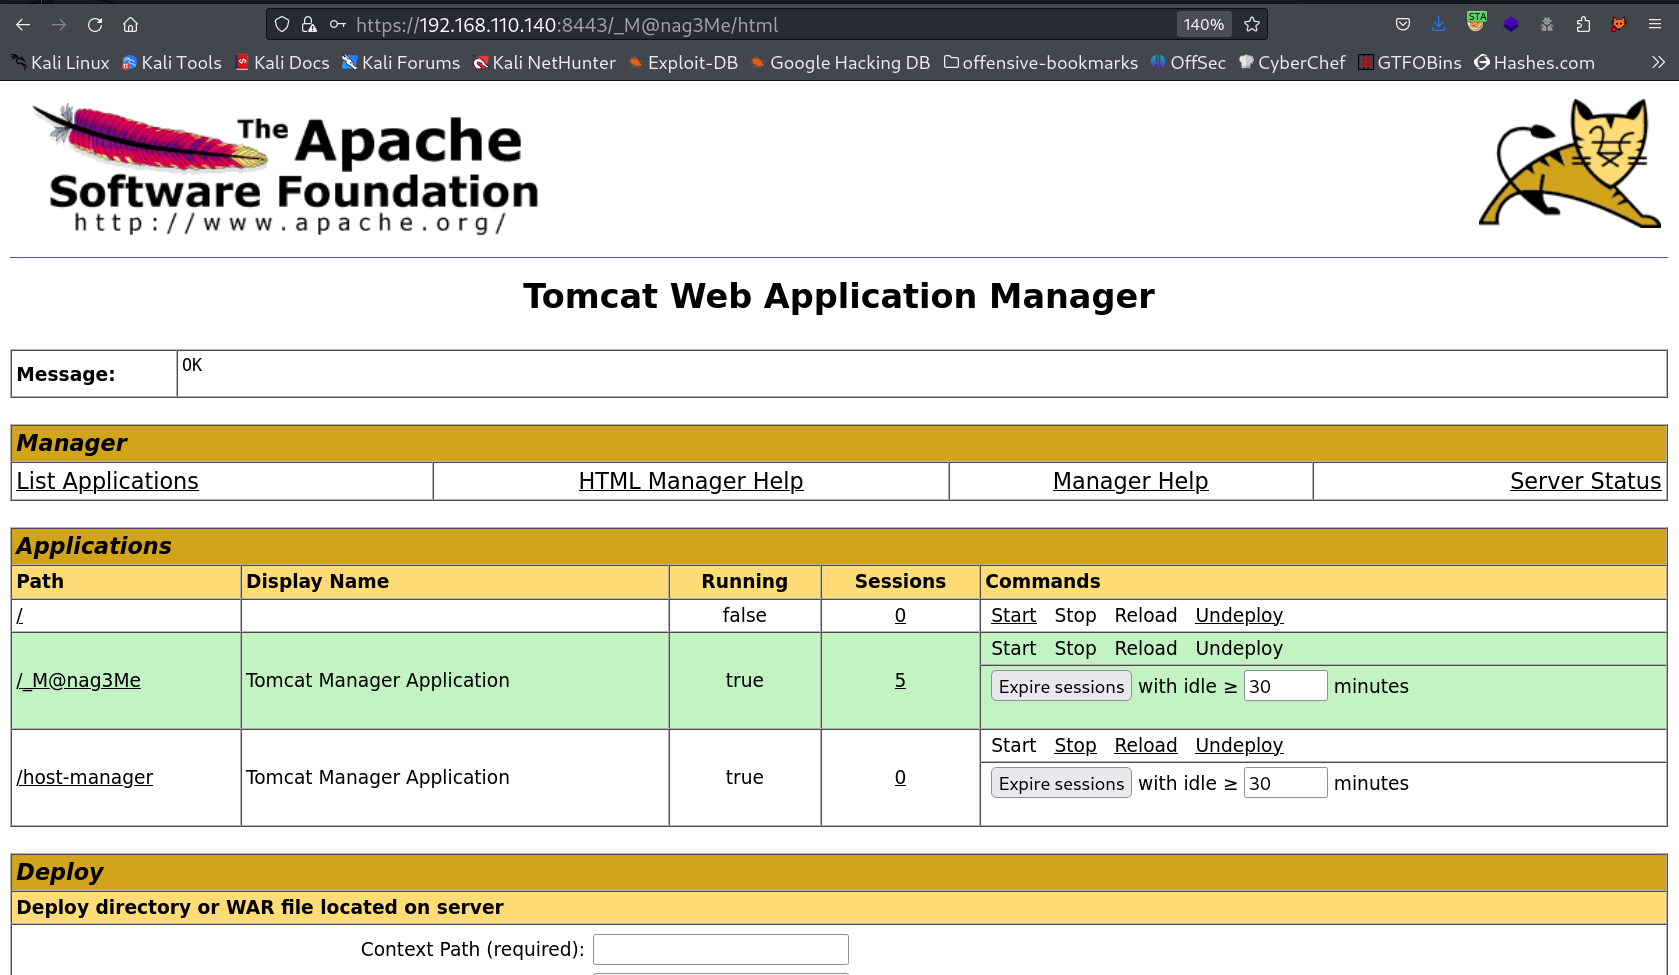 https://192.168.110.140:8443/_M@nag3Me/html
140%
STA
Kali Linux Kali Tools Kali Docs Kali Forums Kali NetHunter Exploit-DB Google Hacking DB offensive-bookmarks OffSec CyberChef GTFOBins Hashes.com
The Apache
Software Foundation
http://www.apache.org/
Tomcat Web Application Manager
Message: OK
Manager
List Applications HTML Manager Help Manager Help Server Status
Applications
Path Display Name Running Sessions Commands
/ false 0 Start Stop Reload Undeploy
/_M@nag3Me Tomcat Manager Application true 5 Start Stop Reload Undeploy
Expire sessions with idle ≥ 30 minutes
/host-manager Tomcat Manager Application true 0 Start Stop Reload Undeploy
Expire sessions with idle ≥ 30 minutes
Deploy
Deploy directory or WAR file located on server
Context Path (required):